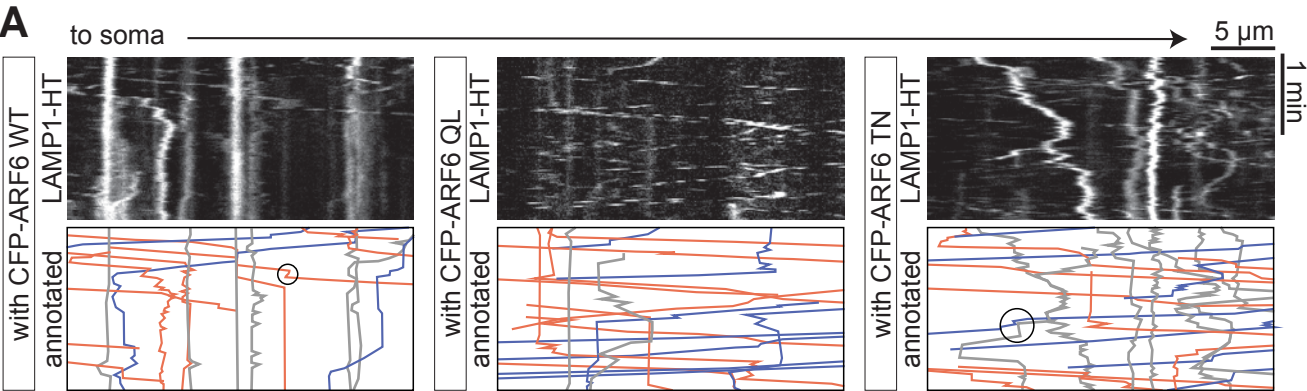 A
to soma
5 µm
1 min
with CFP-ARF6 WT
LAMP1-HT
annotated
with CFP-ARF6 QL
LAMP1-HT
annotated
with CFP-ARF6 TN
LAMP1-HT
annotated